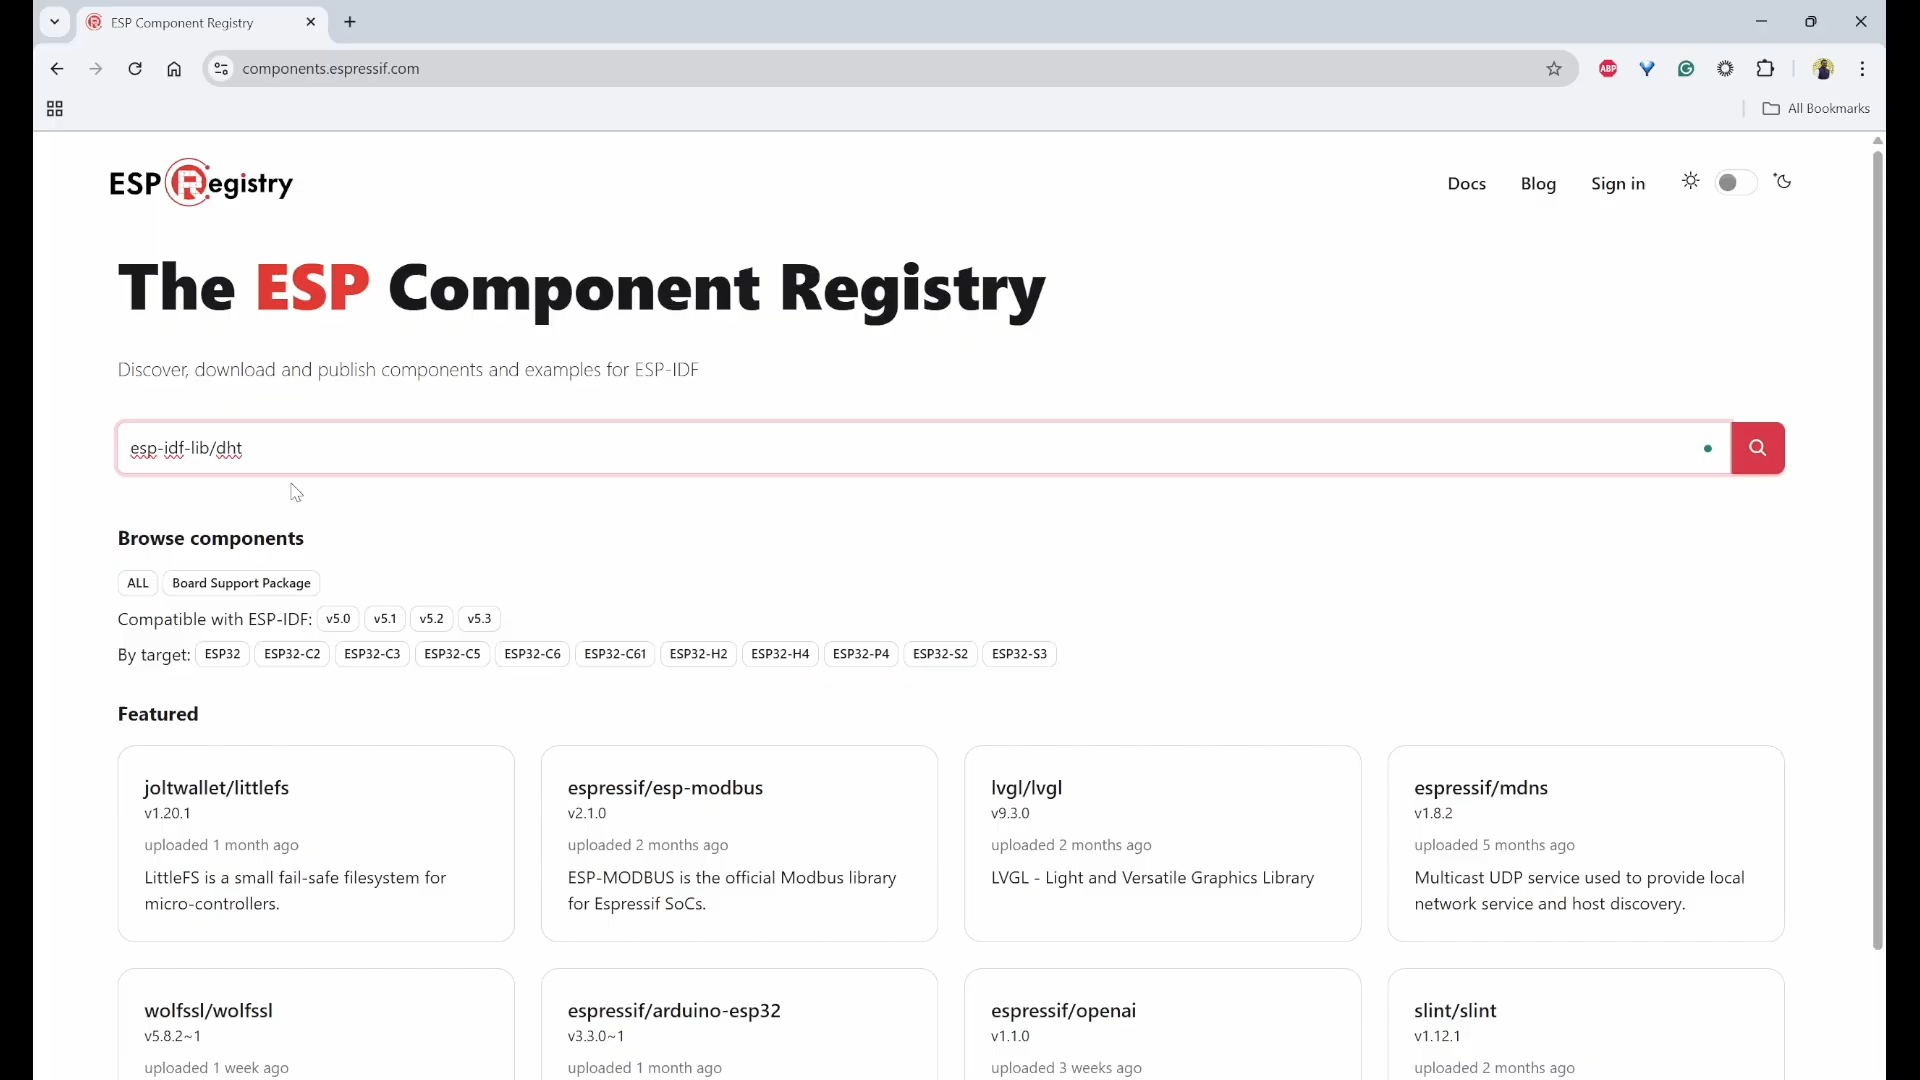 ESP Component Registry
components.espressif.com
ABP
All Bookmarks
ESP Registry
Docs
Blog
Sign in
The ESP Component Registry
Discover, download and publish components and examples for ESP-IDF
esp-idf-lib/dht
Browse components
ALL
Board Support Package
Compatible with ESP-IDF: v5.0 v5.1 v5.2 v5.3
By target: ESP32 ESP32-C2 ESP32-C3 ESP32-C5 ESP32-C6 ESP32-C61 ESP32-H2 ESP32-H4 ESP32-P4 ESP32-S2 ESP32-S3
Featured
joltwallet/littlefs
v1.20.1
uploaded 1 month ago
LittleFS is a small fail-safe filesystem for
micro-controllers.
espressif/esp-modbus
v2.1.0
uploaded 2 months ago
ESP-MODBUS is the official Modbus library
for Espressif SoCs.
lvgl/lvgl
v9.3.0
uploaded 2 months ago
LVGL - Light and Versatile Graphics Library
espressif/mdns
v1.8.2
uploaded 5 months ago
Multicast UDP service used to provide local
network service and host discovery.
wolfssl/wolfssl
v5.8.2~1
uploaded 1 week ago
espressif/arduino-esp32
v3.3.0~1
uploaded 1 month ago
espressif/openai
v1.1.0
uploaded 3 weeks ago
slint/slint
v1.12.1
uploaded 2 months ago